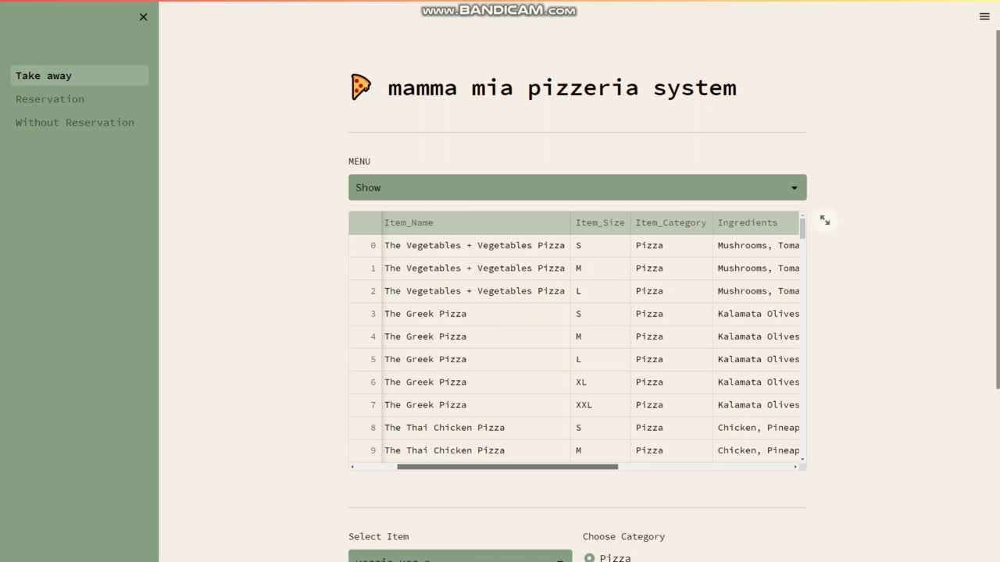 www.BANDICAM.com
Take away
Reservation
Without Reservation
mamma mia pizzeria system
MENU
Show
Item_Name Item_Size Item_Category Ingredients
0 The Vegetables + Vegetables Pizza S Pizza Mushrooms, Toma
1 The Vegetables + Vegetables Pizza M Pizza Mushrooms, Toma
2 The Vegetables + Vegetables Pizza L Pizza Mushrooms, Toma
3 The Greek Pizza S Pizza Kalamata Olives
4 The Greek Pizza M Pizza Kalamata Olives
5 The Greek Pizza L Pizza Kalamata Olives
6 The Greek Pizza XL Pizza Kalamata Olives
7 The Greek Pizza XXL Pizza Kalamata Olives
8 The Thai Chicken Pizza S Pizza Chicken, Pineap
9 The Thai Chicken Pizza M Pizza Chicken, Pineap
Select Item Choose Category
Pizza